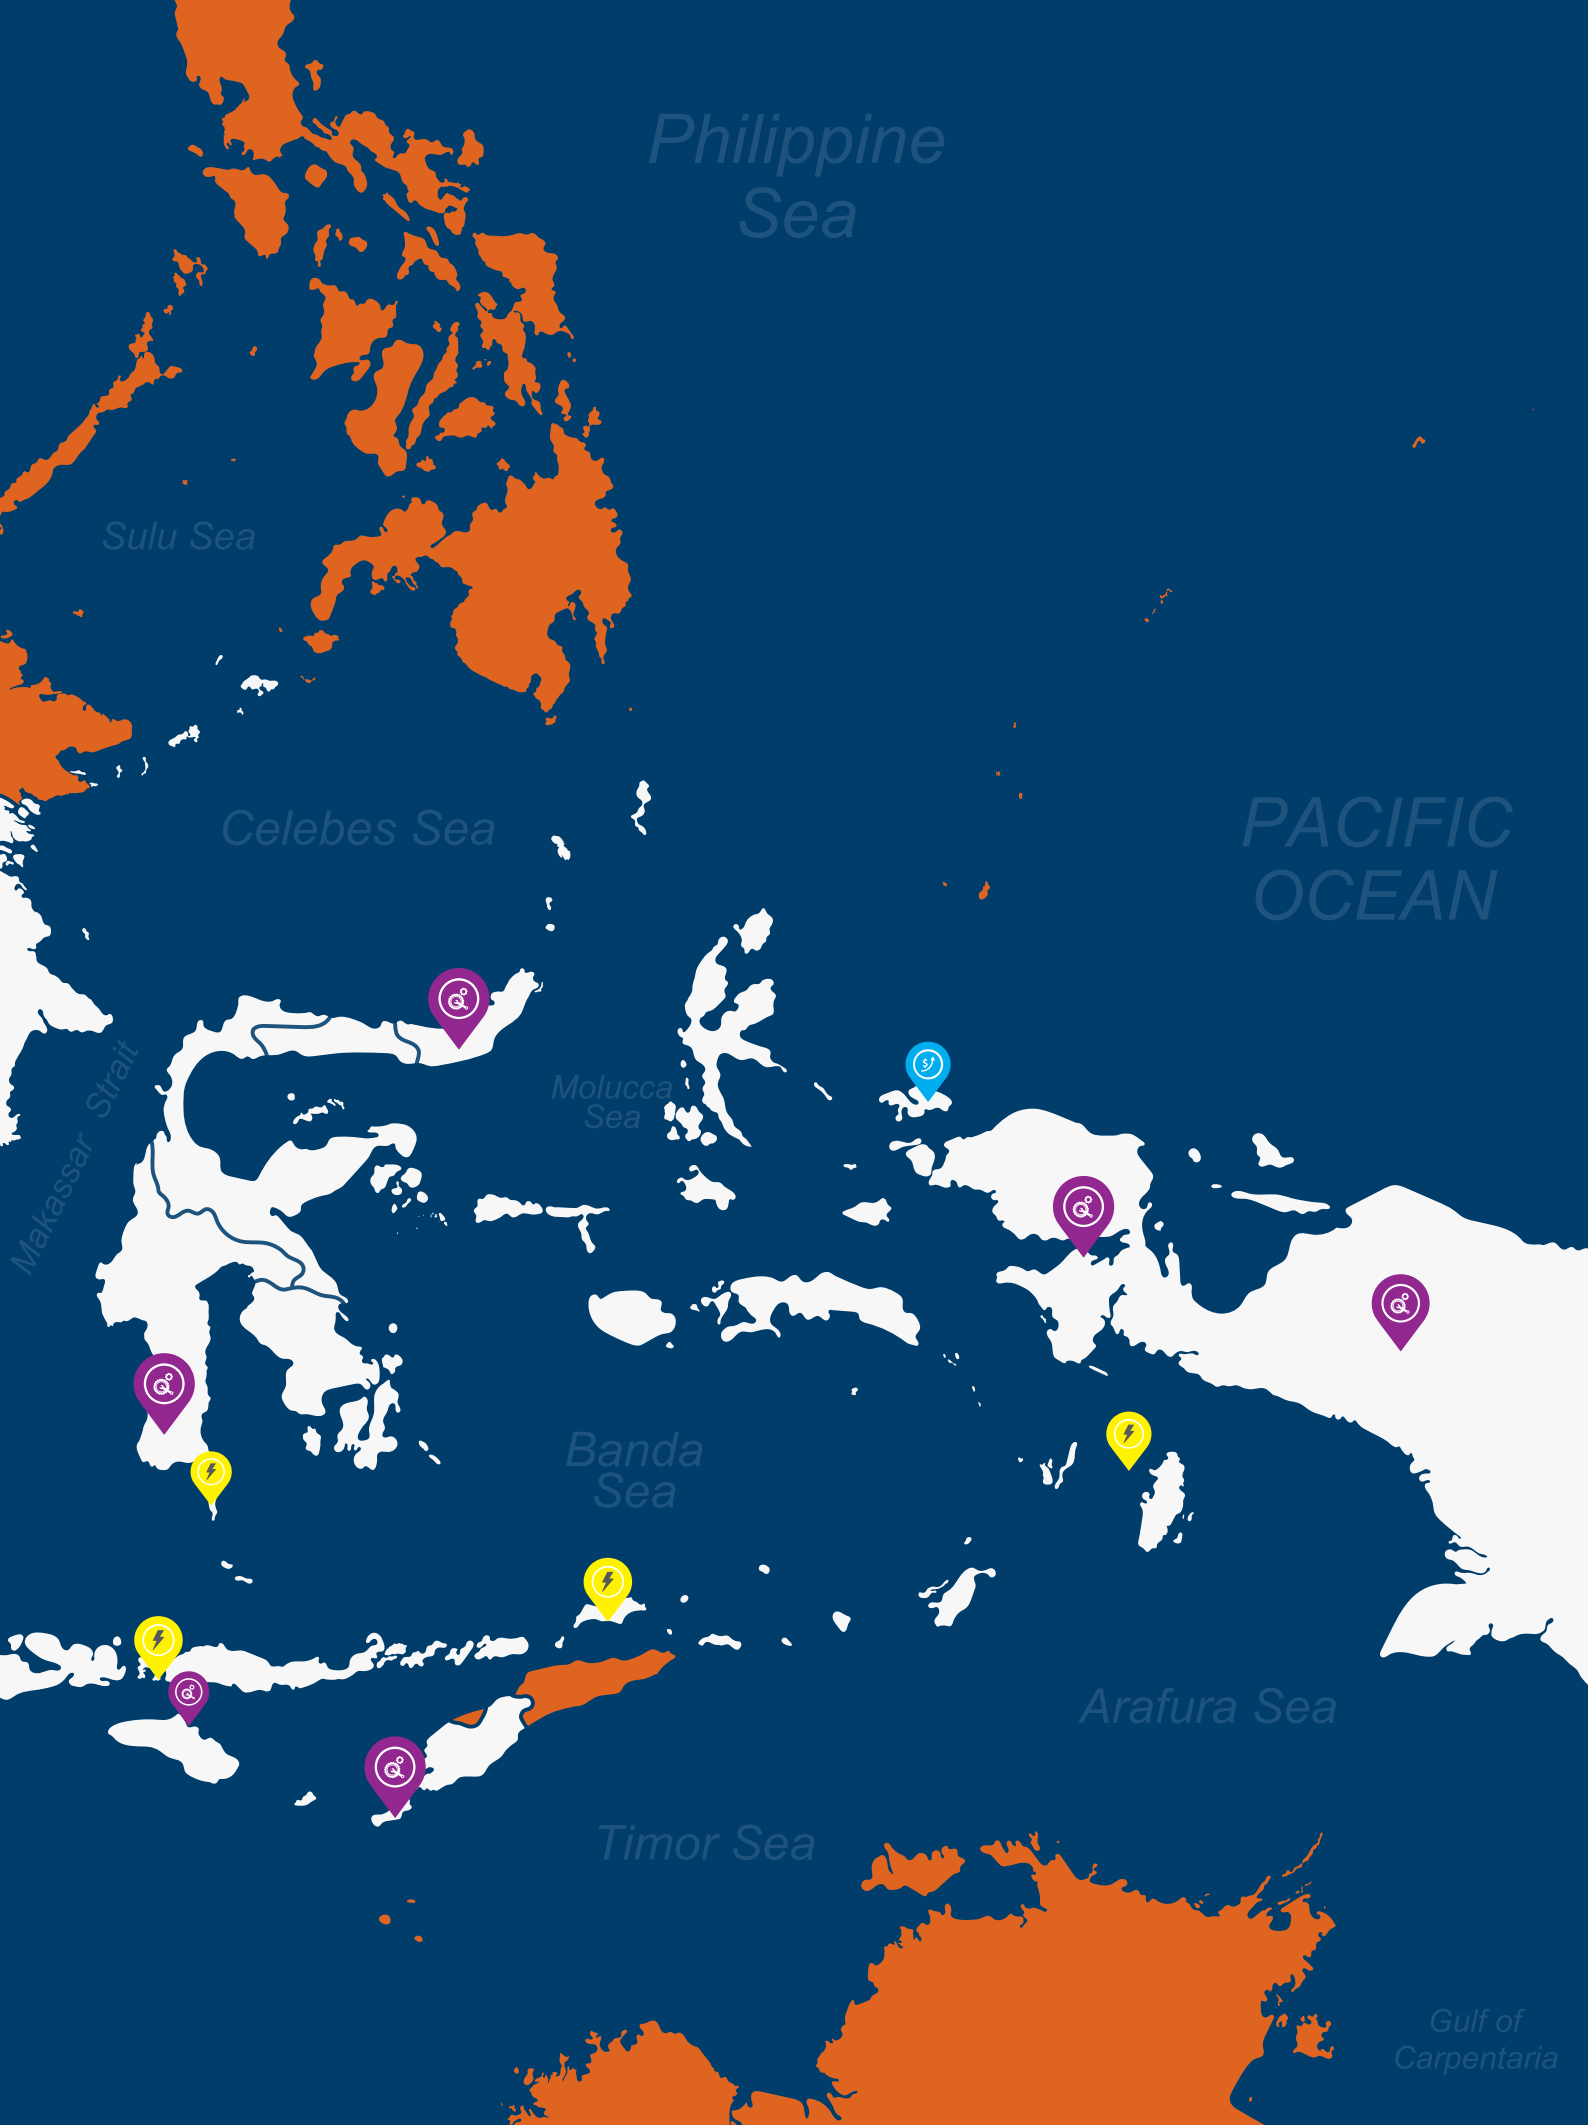 Philippine
Sea
Sulu Sea
Celebes Sea
PACIFIC
OCEAN
Makassar Strait
Molucca
Sea
Banda
Sea
Arafura Sea
Timor Sea
Gulf of
Carpentaria